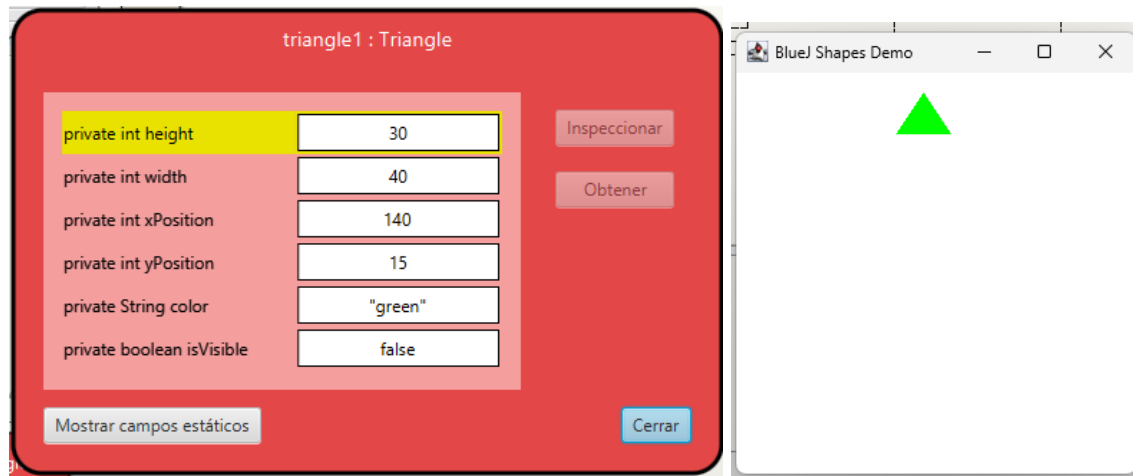 triangle1 : Triangle
private int height 30
private int width 40
private int xPosition 140
private int yPosition 15
private String color "green"
private boolean isVisible false
Inspeccionar
Obtener
Mostrar campos estáticos
Cerrar
BlueJ Shapes Demo